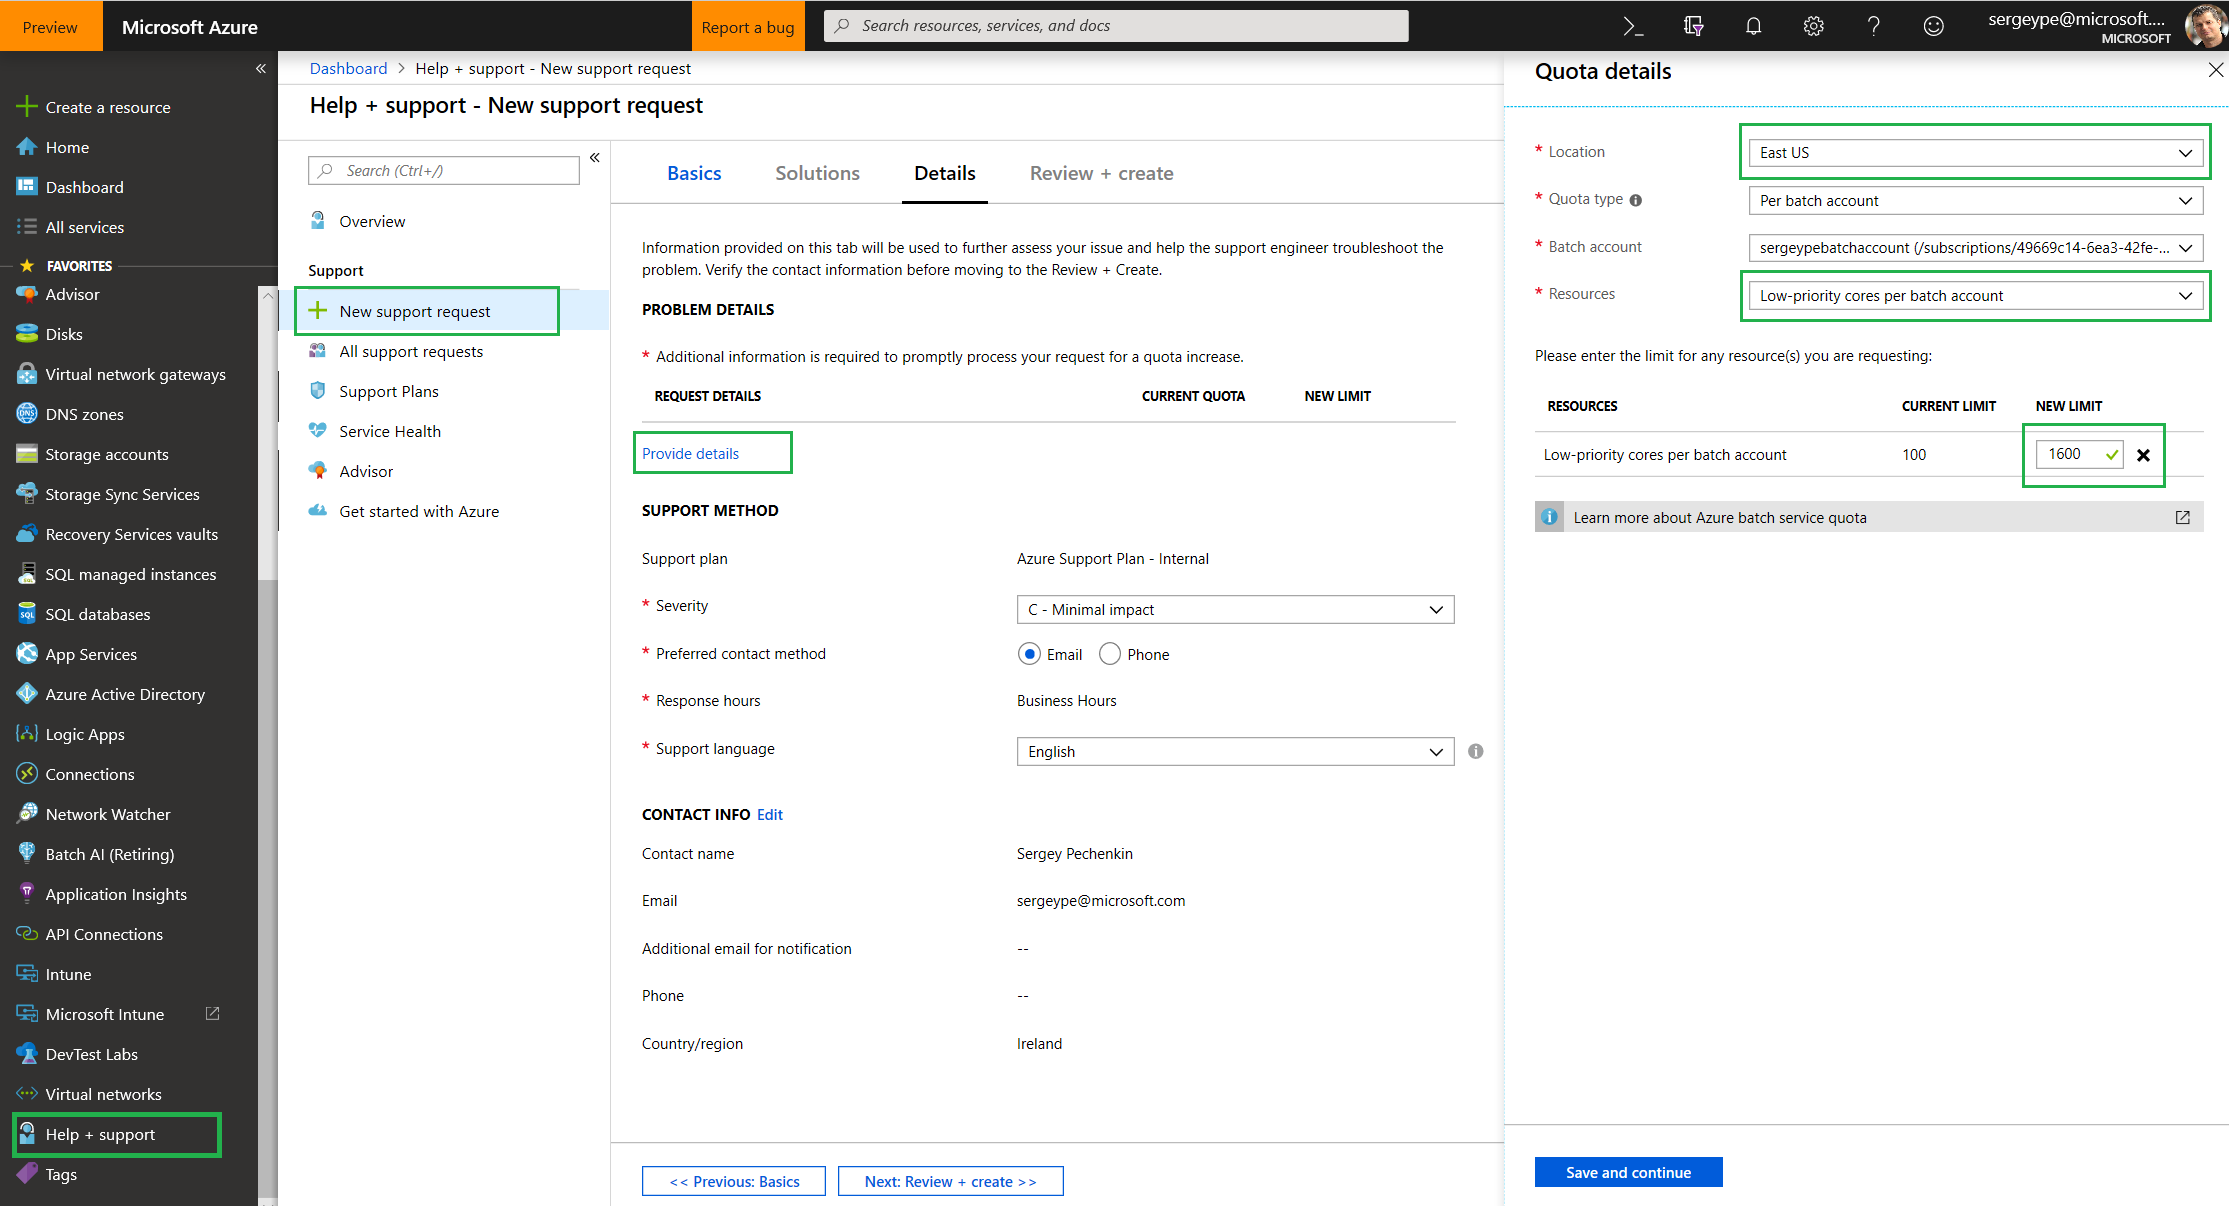 Preview
Microsoft Azure
Report a bug
Search resources, services, and docs
sergeype@microsoft....
MICROSOFT
Create a resource
Home
Dashboard
All services
FAVORITES
Advisor
Disks
Virtual network gateways
DNS zones
Storage accounts
Storage Sync Services
Recovery Services vaults
SQL managed instances
SQL databases
App Services
Azure Active Directory
Logic Apps
Connections
Network Watcher
Batch AI (Retiring)
Application Insights
API Connections
Intune
Microsoft Intune
DevTest Labs
Virtual networks
Help + support
Tags
Dashboard > Help + support - New support request
Help + support - New support request
Search (Ctrl+/)
Overview
Support
New support request
All support requests
Support Plans
Service Health
Advisor
Get started with Azure
Basics Solutions Details Review + create
Information provided on this tab will be used to further assess your issue and help the support engineer troubleshoot the
problem. Verify the contact information before moving to the Review + Create.
PROBLEM DETAILS
* Additional information is required to promptly process your request for a quota increase.
REQUEST DETAILS CURRENT QUOTA NEW LIMIT
Provide details
SUPPORT METHOD
Support plan Azure Support Plan - Internal
* Severity C - Minimal impact
* Preferred contact method Email Phone
* Response hours Business Hours
* Support language English
CONTACT INFO Edit
Contact name Sergey Pechenkin
Email sergeype@microsoft.com
Additional email for notification --
Phone --
Country/region Ireland
<< Previous: Basics Next: Review + create >>
Quota details
* Location East US
* Quota type Per batch account
* Batch account sergeypebatchaccount (/subscriptions/49669c14-6ea3-42fe-...
* Resources Low-priority cores per batch account
Please enter the limit for any resource(s) you are requesting:
RESOURCES CURRENT LIMIT NEW LIMIT
Low-priority cores per batch account 100 1600
Learn more about Azure batch service quota
Save and continue